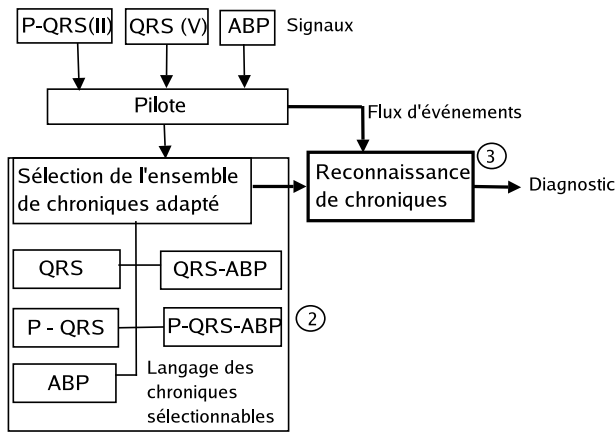 P-QRS(II) QRS (V) ABP Signaux
Pilote
Flux d'événements
Sélection de l'ensemble
de chroniques adapté
Reconnaissance
de chroniques
3
Diagnostic
QRS QRS-ABP
P - QRS P-QRS-ABP
2
ABP
Langage des
chroniques
sélectionnables